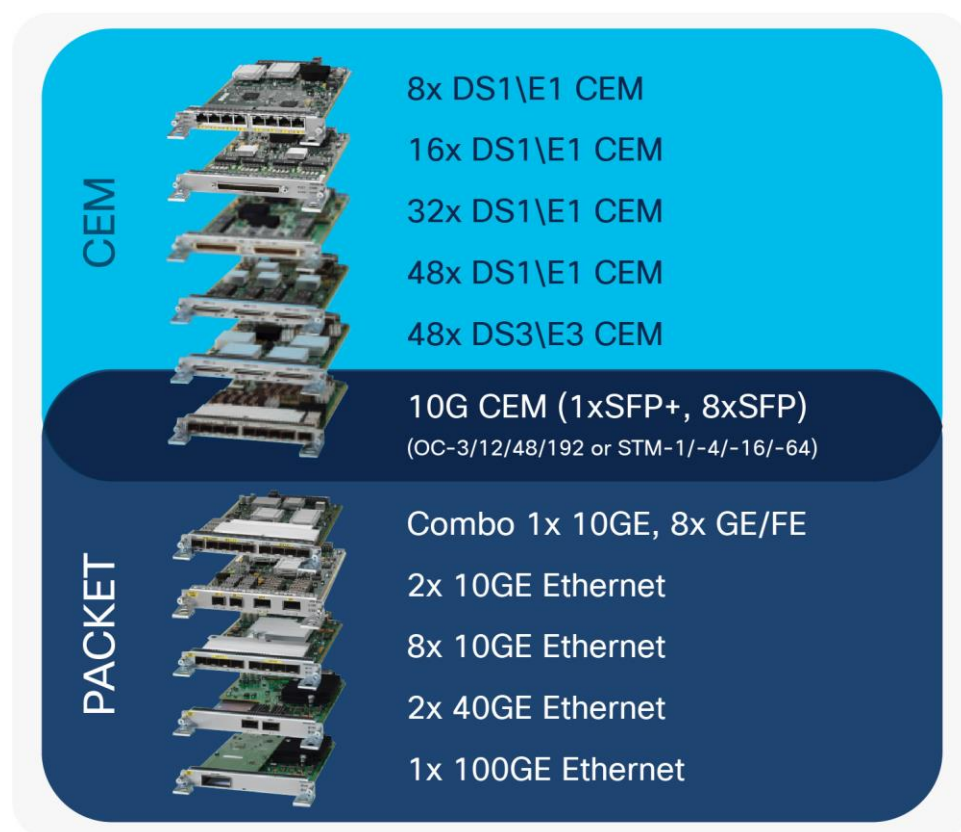 CEM
8x DS1\E1 CEM
16x DS1\E1 CEM
32x DS1\E1 CEM
48x DS1\E1 CEM
48x DS3\E3 CEM
10G CEM (1xSFP+, 8xSFP)
(OC-3/12/48/192 or STM-1/-4/-16/-64)
PACKET
Combo 1x 10GE, 8x GE/FE
2x 10GE Ethernet
8x 10GE Ethernet
2x 40GE Ethernet
1x 100GE Ethernet